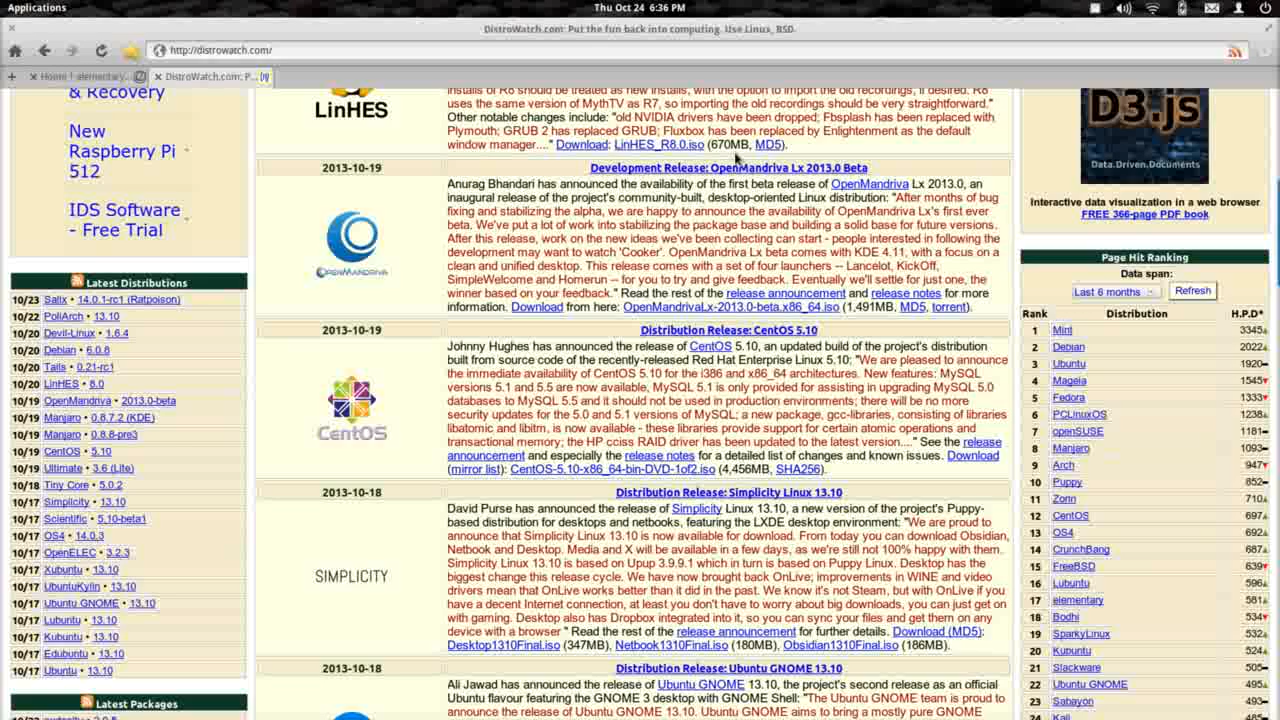 Applications
Thu Oct 24 6:36 PM
DistroWatch.com: Put the fun back into computing. Use Linux, BSD.
http://distrowatch.com/
Home | elementary...
DistroWatch.com: P...
& Recovery
New
Raspberry Pi
512
IDS Software
- Free Trial
Latest Distributions
10/23 Salix • 14.0.1-rc1 (Ratpoison)
10/22 PoliArch • 13.10
10/20 Devil-Linux • 1.6.4
10/20 Debian • 6.0.8
10/20 Tails • 0.21-rc1
10/20 LinHES • 8.0
10/19 OpenMandriva • 2013.0-beta
10/19 Manjaro • 0.8.7.2 (KDE)
10/19 Manjaro • 0.8.8-pre3
10/19 CentOS • 5.10
10/19 Ultimate • 3.6 (Lite)
10/18 Tiny Core • 5.0.2
10/17 Simplicity • 13.10
10/17 Scientific • 5.10-beta1
10/17 OS4 • 14.0.3
10/17 OpenELEC • 3.2.3
10/17 Xubuntu • 13.10
10/17 UbuntuKylin • 13.10
10/17 Ubuntu GNOME • 13.10
10/17 Lubuntu • 13.10
10/17 Kubuntu • 13.10
10/17 Edubuntu • 13.10
10/17 Ubuntu • 13.10
Latest Packages
LinHES
installs of R8 should be treated as new installs, with the option to import the old recordings, if desired. R8
uses the same version of MythTV as R7, so importing the old recordings should be very straightforward."
Other notable changes include: "old NVIDIA drivers have been dropped; Fbsplash has been replaced with
Plymouth; GRUB 2 has replaced GRUB; Fluxbox has been replaced by Enlightenment as the default
window manager...." Download: LinHES_R8.0.iso (670MB, MD5).
2013-10-19
Development Release: OpenMandriva Lx 2013.0 Beta
OPENMANDRIVA
Anurag Bhandari has announced the availability of the first beta release of OpenMandriva Lx 2013.0, an
inaugural release of the project's community-built, desktop-oriented Linux distribution: "After months of bug
fixing and stabilizing the alpha, we are happy to announce the availability of OpenMandriva Lx's first ever
beta. We've put a lot of work into stabilizing the package base and building a solid base for future versions.
After this release, work on the new ideas we've been collecting can start - people interested in following the
development may want to watch 'Cooker'. OpenMandriva Lx beta comes with KDE 4.11, with a focus on a
clean and unified desktop. This release comes with a set of four launchers -- Lancelot, KickOff,
SimpleWelcome and Homerun -- for you to try and give feedback. Eventually we'll settle for just one, the
winner based on your feedback." Read the rest of the release announcement and release notes for more
information. Download from here: OpenMandrivaLx-2013.0-beta.x86_64.iso (1,491MB, MD5, torrent).
2013-10-19
Distribution Release: CentOS 5.10
CentOS
Johnny Hughes has announced the release of CentOS 5.10, an updated build of the project's distribution
built from source code of the recently-released Red Hat Enterprise Linux 5.10: "We are pleased to announce
the immediate availability of CentOS 5.10 for the i386 and x86_64 architectures. New features: MySQL
versions 5.1 and 5.5 are now available, MySQL 5.1 is only provided for assisting in upgrading MySQL 5.0
databases to MySQL 5.5 and it should not be used in production environments; there will be no more
security updates for the 5.0 and 5.1 versions of MySQL; a new package, gcc-libraries, consisting of libraries
libatomic and libitm, is now available - these libraries provide support for certain atomic operations and
transactional memory; the HP cciss RAID driver has been updated to the latest version...." See the release
announcement and especially the release notes for a detailed list of changes and known issues. Download
(mirror list): CentOS-5.10-x86_64-bin-DVD-1of2.iso (4,456MB, SHA256).
2013-10-18
Distribution Release: Simplicity Linux 13.10
SIMPLICITY
David Purse has announced the release of Simplicity Linux 13.10, a new version of the project's Puppy-
based distribution for desktops and netbooks, featuring the LXDE desktop environment: "We are proud to
announce that Simplicity Linux 13.10 is now available for download. From today you can download Obsidian,
Netbook and Desktop. Media and X will be available in a few days, as we're still not 100% happy with them.
Simplicity Linux 13.10 is based on Upup 3.9.9.1 which in turn is based on Puppy Linux. Desktop has the
biggest change this release cycle. We have now brought back OnLive; improvements in WINE and video
drivers mean that OnLive works better than it did in the past. We know it's not Steam, but with OnLive if you
have a decent Internet connection, at least you don't have to worry about big downloads, you can just get on
with gaming. Desktop also has Dropbox integrated into it, so you can sync your files and get them on any
device with a browser" Read the rest of the release announcement for further details. Download (MD5):
Desktop1310Final.iso (347MB), Netbook1310Final.iso (180MB), Obsidian1310Final.iso (186MB).
2013-10-18
Distribution Release: Ubuntu GNOME 13.10
Ali Jawad has announced the release of Ubuntu GNOME 13.10, the project's second release as an official
Ubuntu flavour featuring the GNOME 3 desktop with GNOME Shell: "The Ubuntu GNOME team is proud to
announce the release of Ubuntu GNOME 13.10. Ubuntu GNOME aims to bring a mostly pure GNOME
D3.js
Data.Driven.Documents
Interactive data visualization in a web browser
FREE 366-page PDF book
Page Hit Ranking
Data span:
Last 6 months
Refresh
Rank Distribution H.P.D*
1 Mint 3345
2 Debian 2022
3 Ubuntu 1920
4 Mageia 1545
5 Fedora 1333
6 PCLinuxOS 1238
7 openSUSE 1181
8 Manjaro 1093
9 Arch 947
10 Puppy 852
11 Zorin 710
12 CentOS 697
13 OS4 692
14 CrunchBang 687
15 FreeBSD 639
16 Lubuntu 596
17 elementary 581
18 Bodhi 534
19 SparkyLinux 532
20 Kubuntu 524
21 Slackware 505
22 Ubuntu GNOME 495
23 Sabayon 493
24 Kali